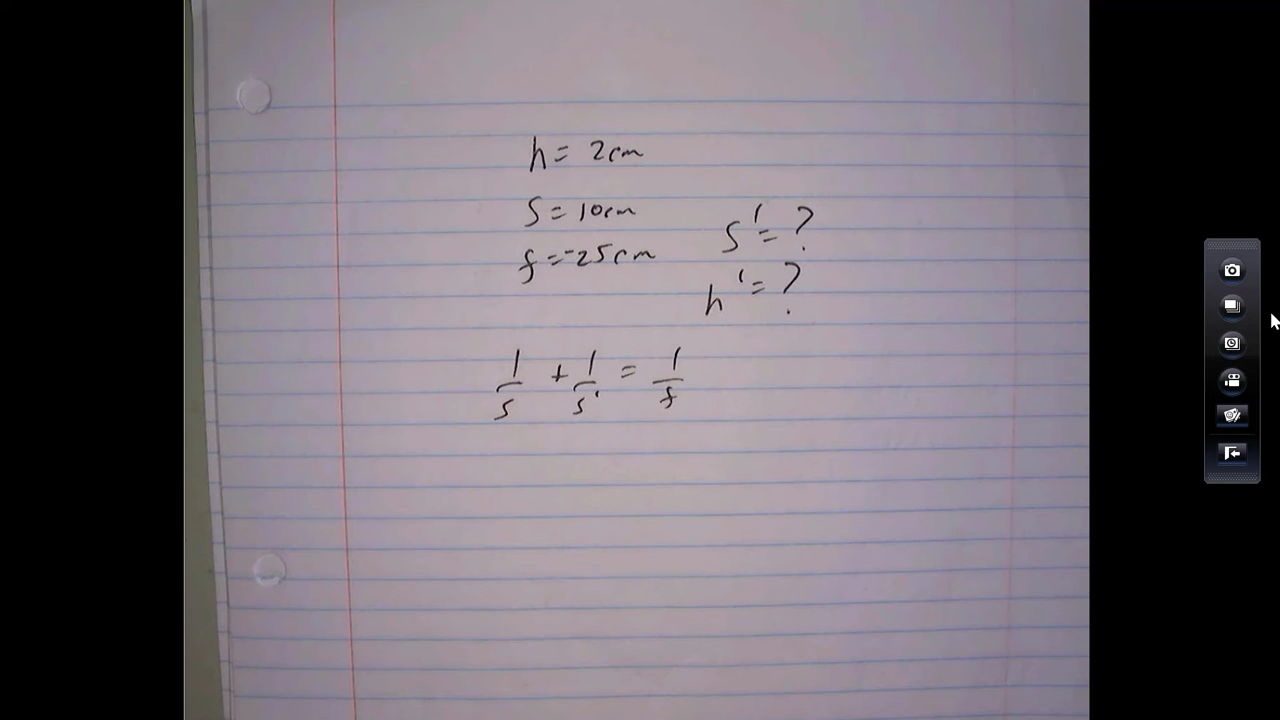 h = 2cm
s = 10cm
f = -25cm
s' = ?
h' = ?
1/s + 1/s' = 1/f